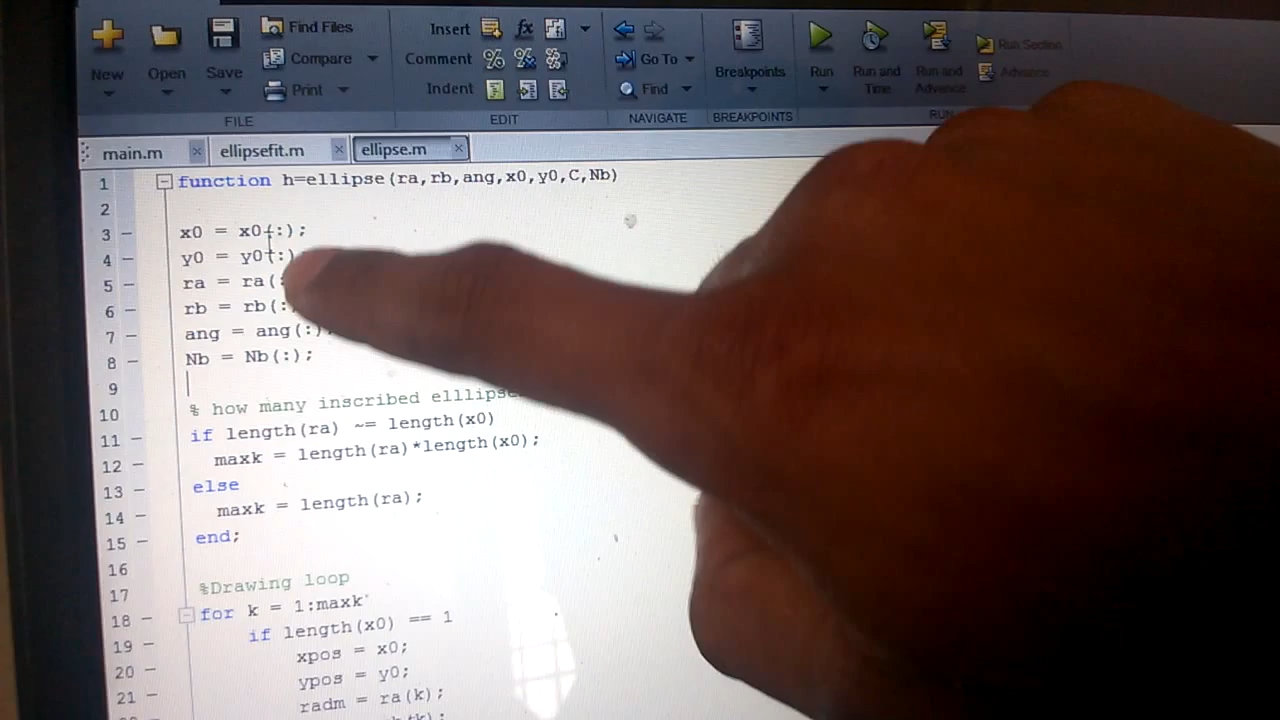 New
Open
Save
Find Files
Compare
Print
FILE
Insert
Comment
Indent
EDIT
Go To
Find
NAVIGATE
Breakpoints
BREAKPOINTS
Run
Run and Time
Run and Advance
Run Section
Advance
RUN
main.m
ellipsefit.m
ellipse.m
1 function h=ellipse(ra,rb,ang,x0,y0,C,Nb)
2
3 x0 = x0(:);
4 y0 = y0(:)
5 ra = ra(:
6 rb = rb(:
7 ang = ang(:)
8 Nb = Nb(:);
9
10 % how many inscribed elllipse
11 if length(ra) ~= length(x0)
12 maxk = length(ra)*length(x0);
13 else
14 maxk = length(ra);
15 end;
16
17 %Drawing loop
18 for k = 1:maxk
19 if length(x0) == 1
20 xpos = x0;
21 ypos = y0;
radm = ra(k);